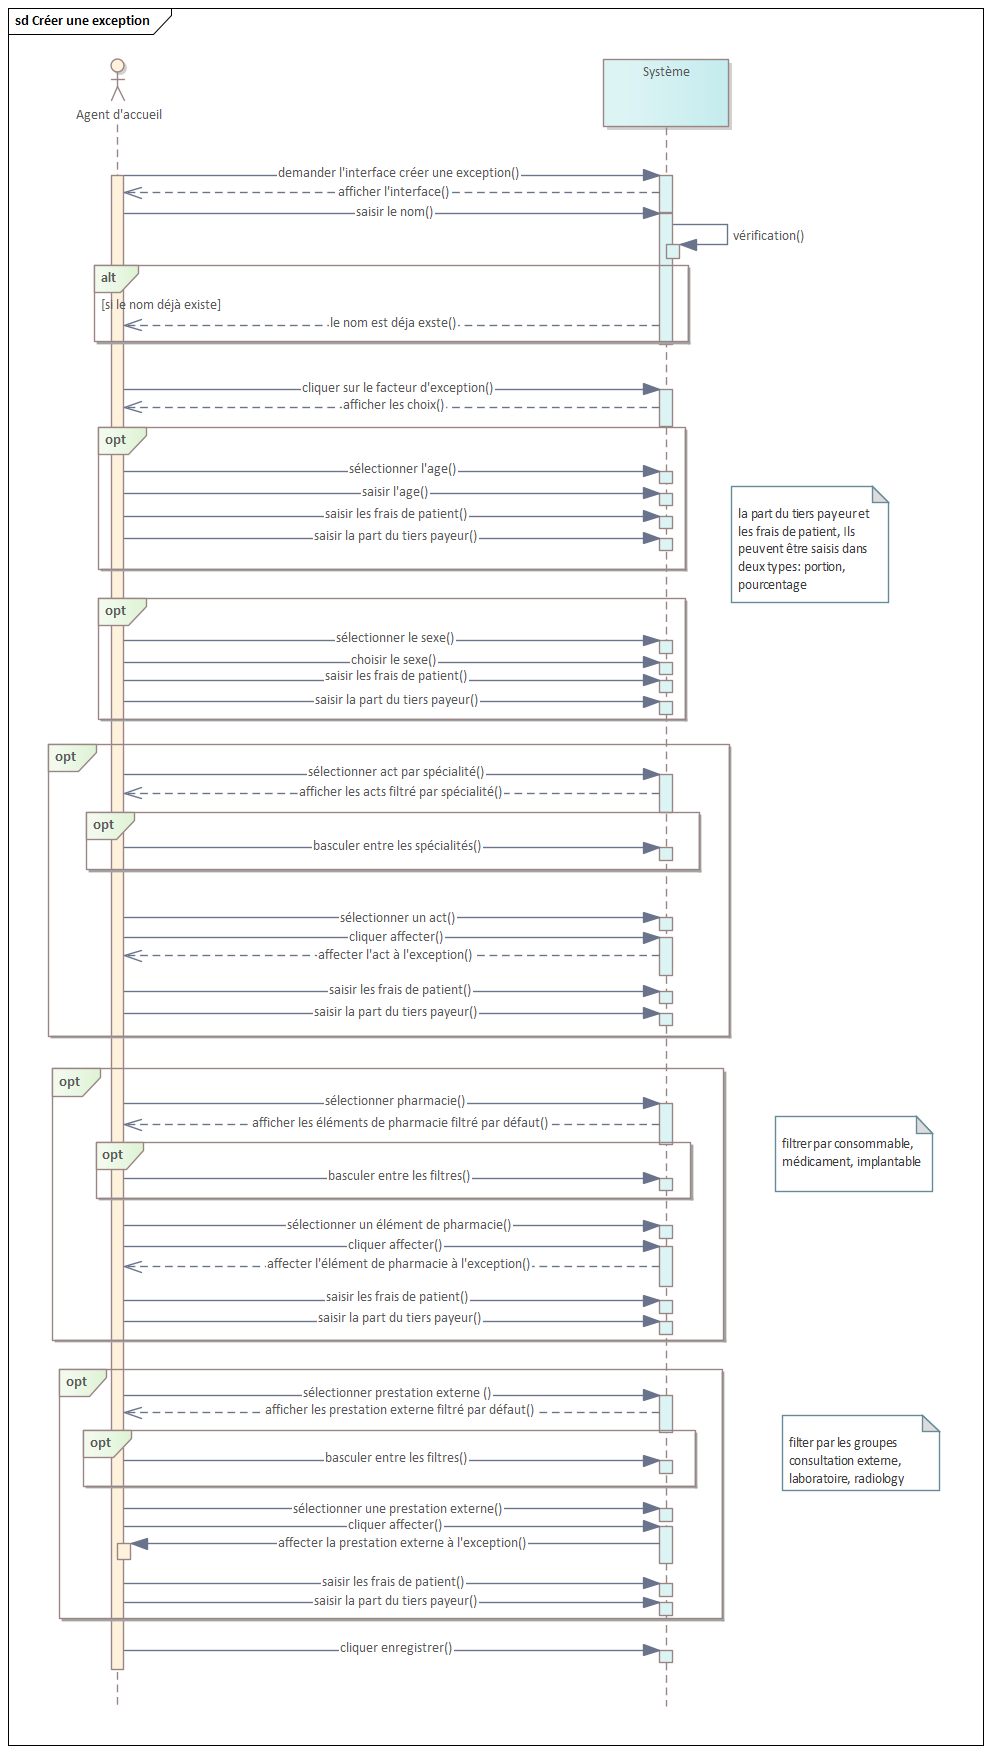 sd Créer une exception
Système
Agent d'accueil
demander l'interface créer une exception()
afficher l'interface()
saisir le nom()
vérification()
alt
[si le nom déjà existe]
le nom est déja exste()
cliquer sur le facteur d'exception()
afficher les choix()
opt
sélectionner l'age()
saisir l'age()
saisir les frais de patient()
saisir la part du tiers payeur()
la part du tiers payeur et
les frais de patient, Ils
peuvent être saisis dans
deux types: portion,
pourcentage
opt
sélectionner le sexe()
choisir le sexe()
saisir les frais de patient()
saisir la part du tiers payeur()
opt
sélectionner act par spécialité()
afficher les acts filtré par spécialité()
opt
basculer entre les spécialités()
sélectionner un act()
cliquer affecter()
affecter l'act à l'exception()
saisir les frais de patient()
saisir la part du tiers payeur()
opt
sélectionner pharmacie()
afficher les éléments de pharmacie filtré par défaut()
filtrer par consommable,
médicament, implantable
opt
basculer entre les filtres()
sélectionner un élément de pharmacie()
cliquer affecter()
affecter l'élément de pharmacie à l'exception()
saisir les frais de patient()
saisir la part du tiers payeur()
opt
sélectionner prestation externe ()
afficher les prestation externe filtré par défaut()
opt
basculer entre les filtres()
filter par les groupes
consultation externe,
laboratoire, radiology
sélectionner une prestation externe()
cliquer affecter()
affecter la prestation externe à l'exception()
saisir les frais de patient()
saisir la part du tiers payeur()
cliquer enregistrer()